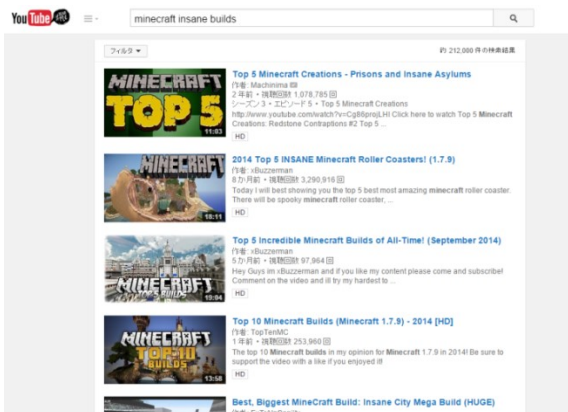 YouTube
minecraft insane builds
フィルタ
約 212,000 件の検索結果
MINECRAFT
TOP 5
11:03
Top 5 Minecraft Creations - Prisons and Insane Asylums
作者: Machinima
2 年前 • 視聴回数 1,078,785 回
シーズン 3 • エピソード 5 • Top 5 Minecraft Creations
Click here to watch Top 5 Minecraft
Creations: Redstone Contraptions #2 Top 5 ...
HD
MINECRAFT
18:11
2014 Top 5 INSANE Minecraft Roller Coasters! (1.7.9)
作者: xBuzzerman
8 か月前 • 視聴回数 3,290,916 回
Today I will best showing you the top 5 best most amazing minecraft roller coaster.
There will be spooky minecraft roller coaster, ...
HD
MINECRAFT
TOP 5 BUILDS
19:04
Top 5 Incredible Minecraft Builds of All-Time! (September 2014)
作者: xBuzzerman
5 か月前 • 視聴回数 97,964 回
Hey Guys im xBuzzerman and if you like my content please come and subscribe!
Comment on the video and ill try my hardest to ...
HD
MINECRAFT
TOP 10
BUILDS
13:58
Top 10 Minecraft Builds (Minecraft 1.7.9) - 2014 [HD]
作者: TopTenMC
1 年前 • 視聴回数 253,960 回
The top 10 Minecraft builds in my opinion for Minecraft 1.7.9 in 2014! Be sure to
support the video with a like if you enjoyed it!
HD
Best, Biggest MineCraft Build: Insane City Mega Build (HUGE)